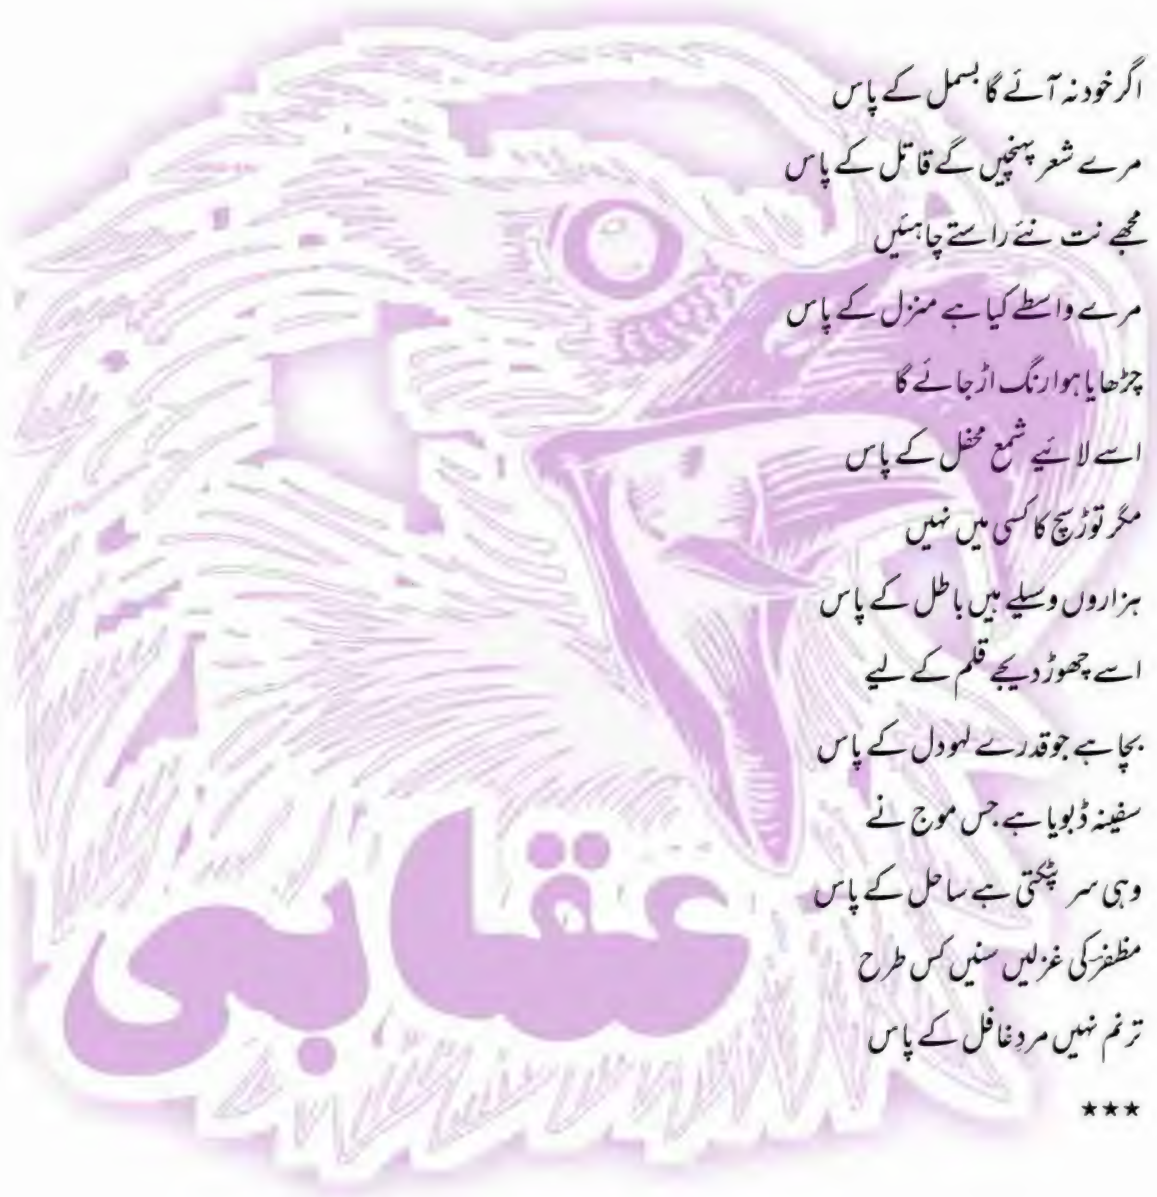 اگر خود نہ آئے گا بسمل کے پاس
مرے شعر پہنچیں گے قاتل کے پاس
مجھے نت نئے راستے چاہئیں
مرے واسطے کیا ہے منزل کے پاس
چڑھایا ہوا رنگ اڑ جائے گا
اسے لائیے شمع محفل کے پاس
مگر توڑ سچ کا کسی میں نہیں
ہزاروں وسیلے ہیں باطل کے پاس
اسے چھوڑ دیجے قلم کے لیے
بچا ہے جو قدرے لہو دل کے پاس
سفینہ ڈبویا ہے جس موج نے
وہی سر پٹکتی ہے ساحل کے پاس
مظفرؔ کی غزلیں سنیں کس طرح
ترنم نہیں مردِ غافل کے پاس
★★★
عقابی